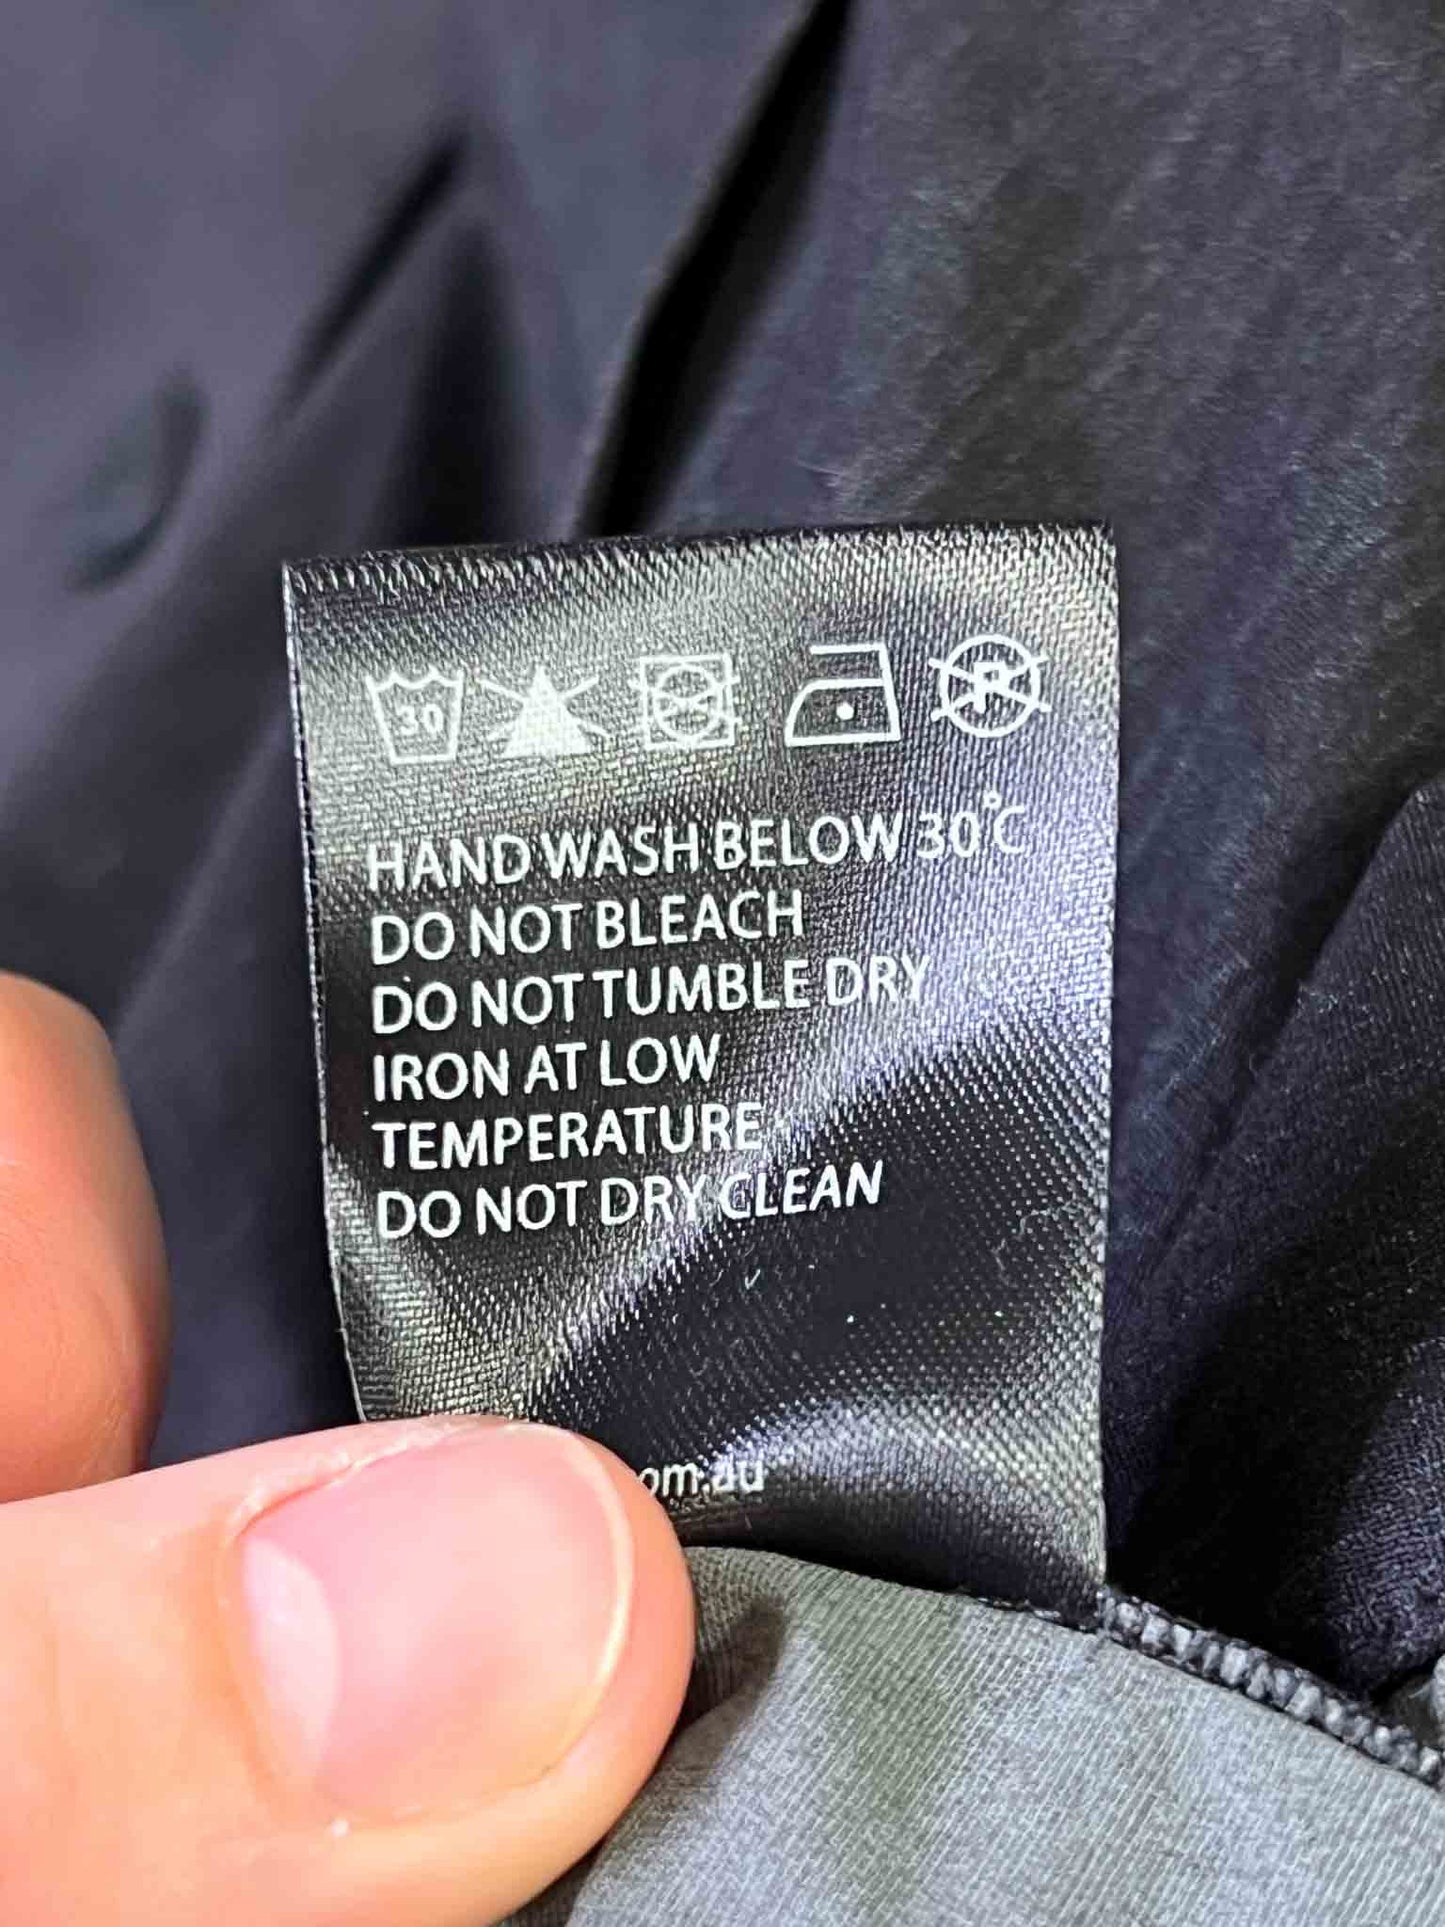 30
P
HAND WASH BELOW 30°C
DO NOT BLEACH
DO NOT TUMBLE DRY
IRON AT LOW
TEMPERATURE
DO NOT DRY CLEAN
om.au